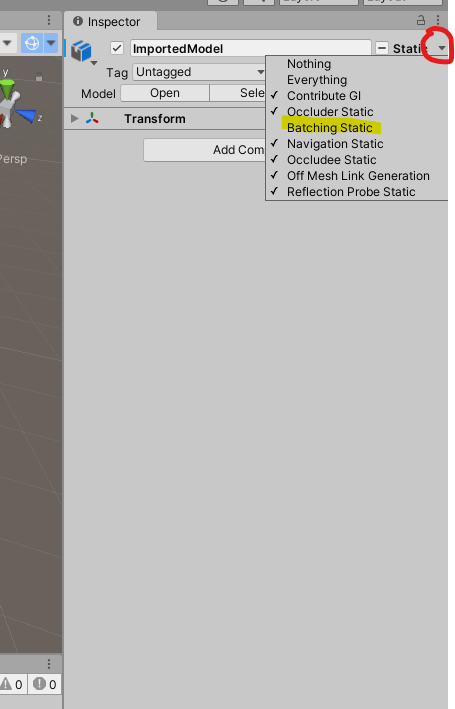 Inspector
ImportedModel
Static
Tag Untagged
Model Open Sele
Transform
Add Com
Nothing
Everything
✓ Contribute GI
✓ Occluder Static
Batching Static
✓ Navigation Static
✓ Occludee Static
✓ Off Mesh Link Generation
✓ Reflection Probe Static
y
z
Persp
0 0